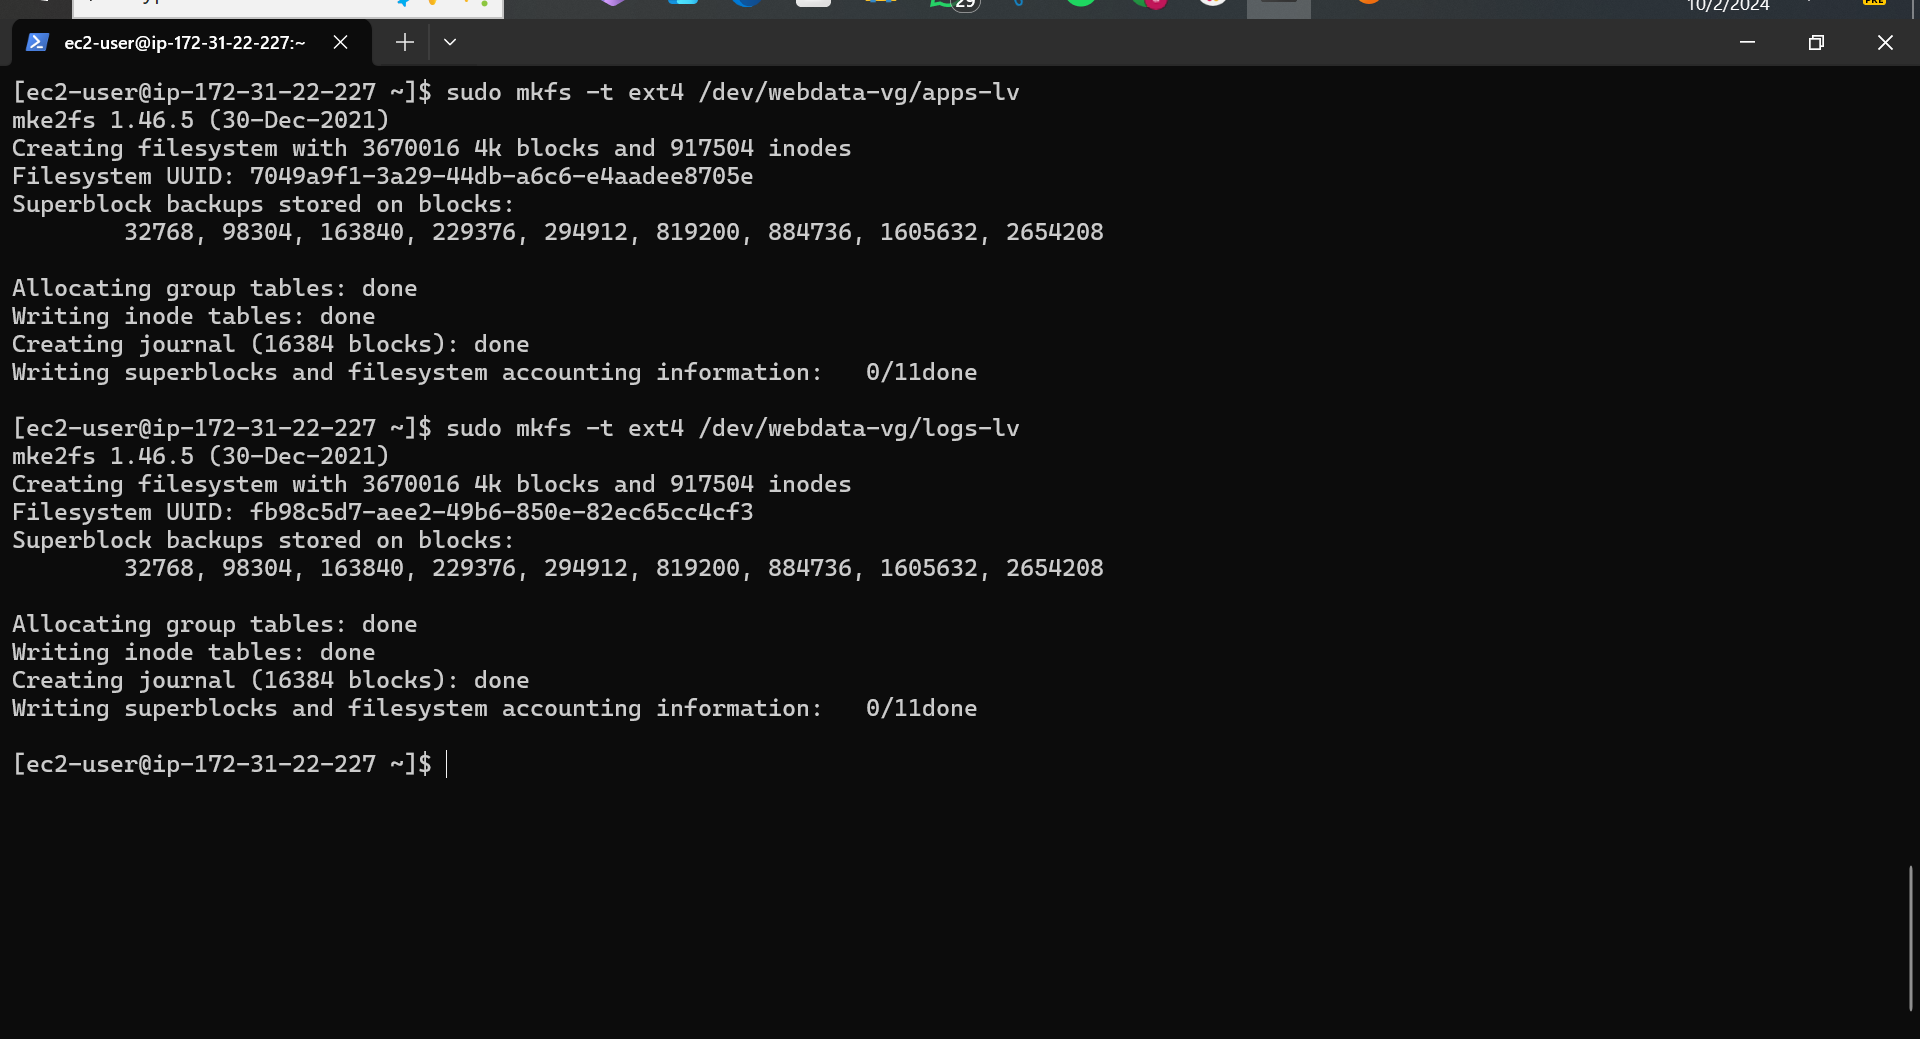 29
10/2/2024
PRE
ec2-user@ip-172-31-22-227:~
[ec2-user@ip-172-31-22-227 ~]$ sudo mkfs -t ext4 /dev/webdata-vg/apps-lv
mke2fs 1.46.5 (30-Dec-2021)
Creating filesystem with 3670016 4k blocks and 917504 inodes
Filesystem UUID: 7049a9f1-3a29-44db-a6c6-e4aadee8705e
Superblock backups stored on blocks:
32768, 98304, 163840, 229376, 294912, 819200, 884736, 1605632, 2654208
Allocating group tables: done
Writing inode tables: done
Creating journal (16384 blocks): done
Writing superblocks and filesystem accounting information:   0/11done
[ec2-user@ip-172-31-22-227 ~]$ sudo mkfs -t ext4 /dev/webdata-vg/logs-lv
mke2fs 1.46.5 (30-Dec-2021)
Creating filesystem with 3670016 4k blocks and 917504 inodes
Filesystem UUID: fb98c5d7-aee2-49b6-850e-82ec65cc4cf3
Superblock backups stored on blocks:
32768, 98304, 163840, 229376, 294912, 819200, 884736, 1605632, 2654208
Allocating group tables: done
Writing inode tables: done
Creating journal (16384 blocks): done
Writing superblocks and filesystem accounting information:   0/11done
[ec2-user@ip-172-31-22-227 ~]$